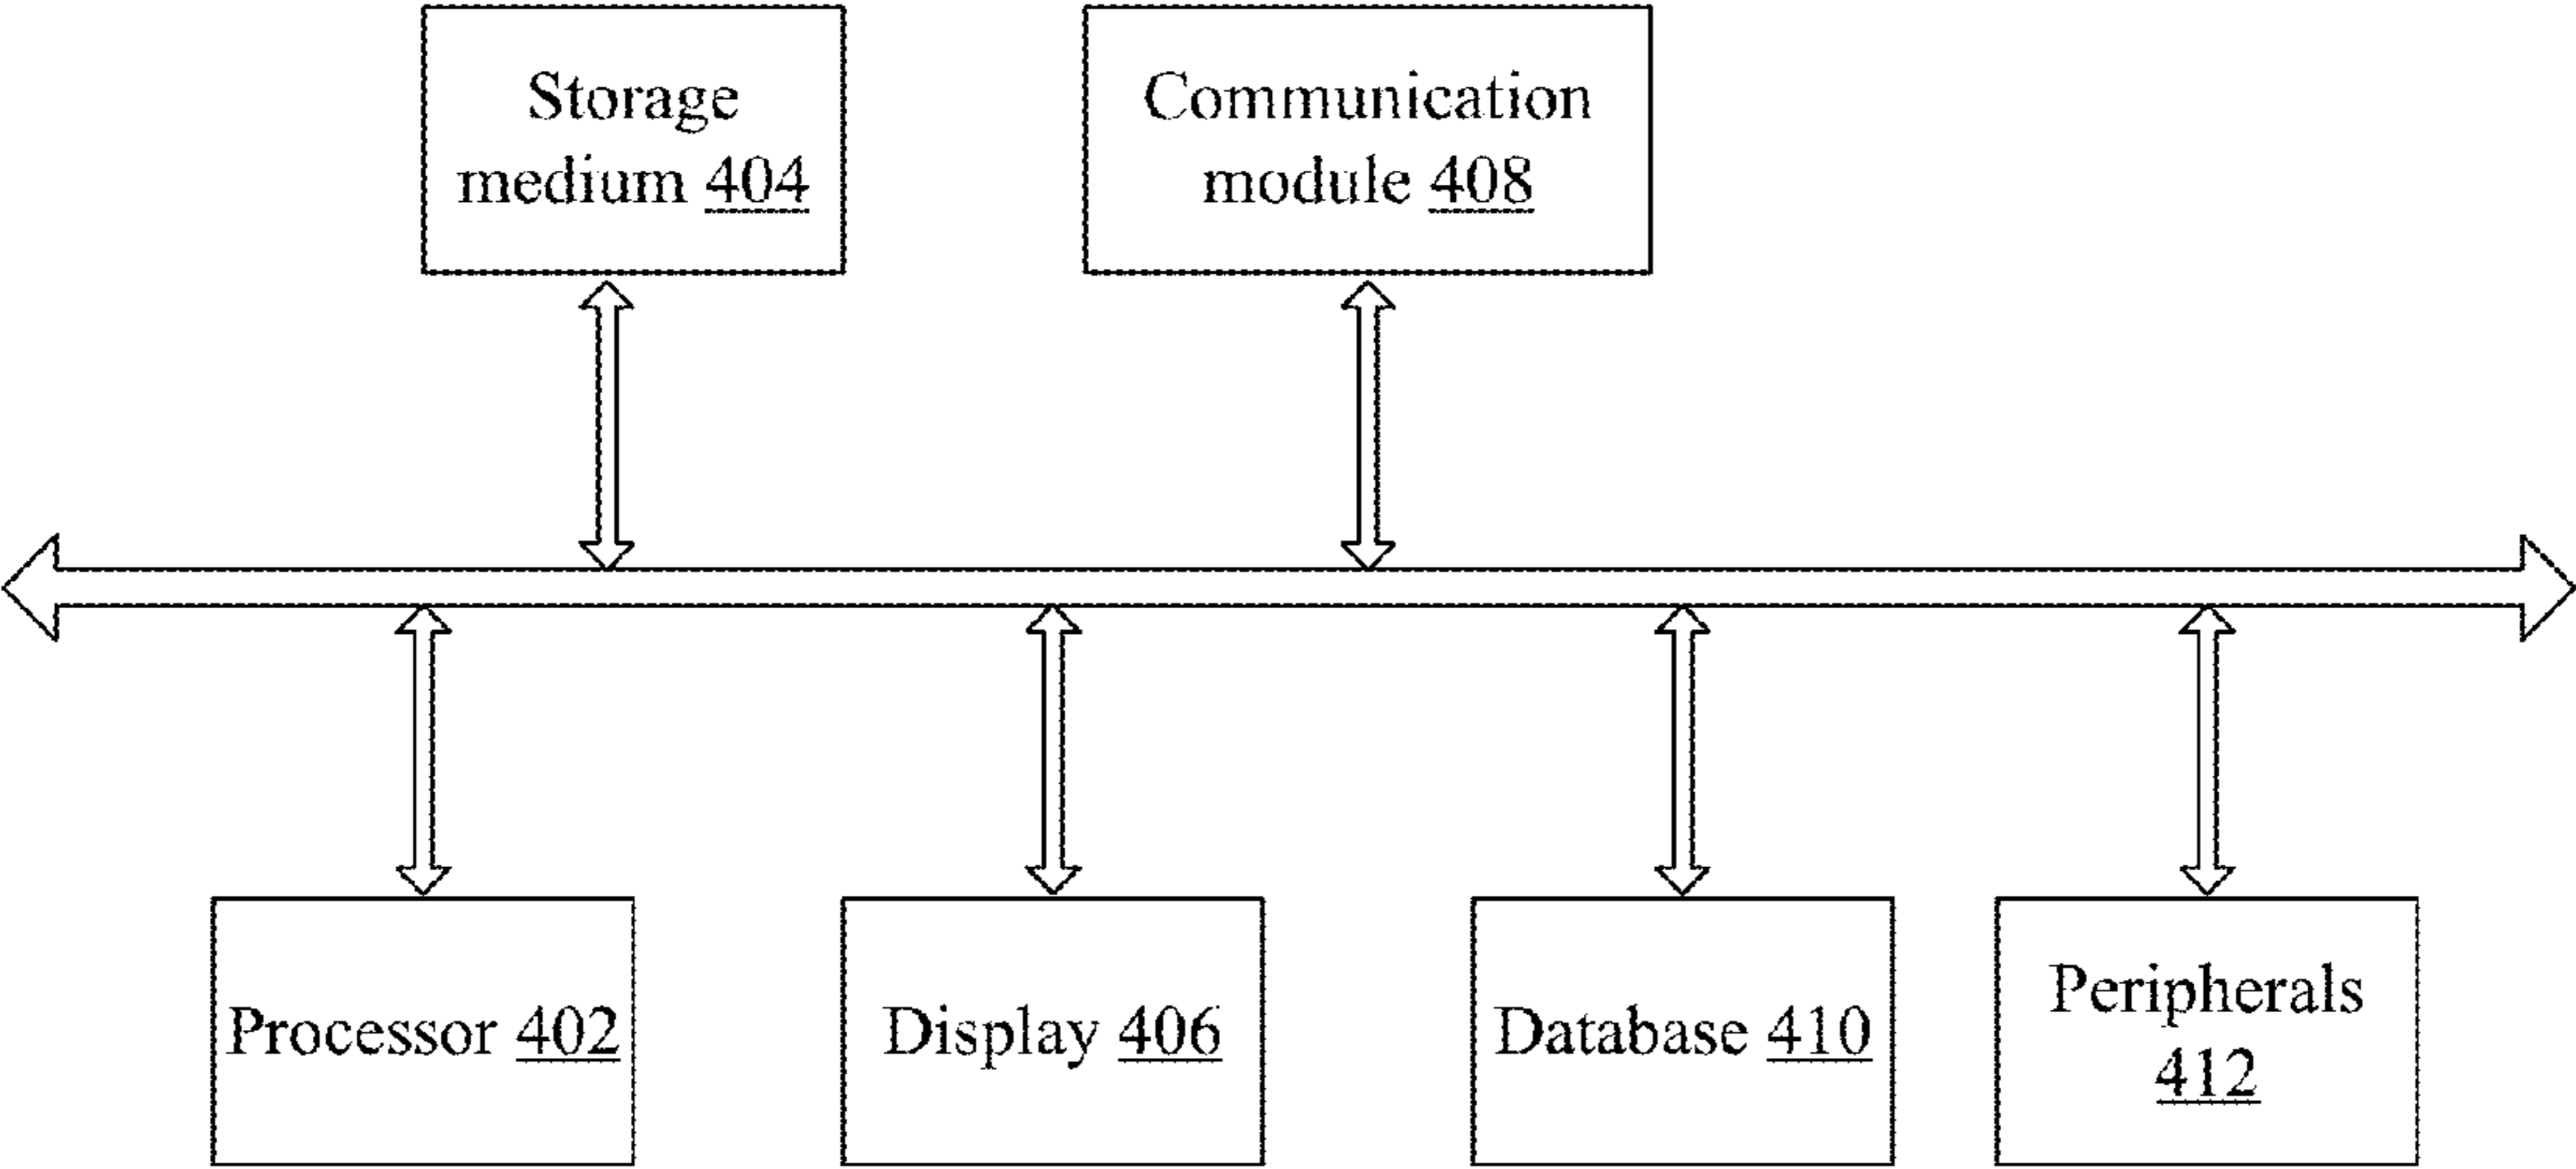 Storage
medium 404
Communication
module 408
Processor 402
Display 406
Database 410
Peripherals
412